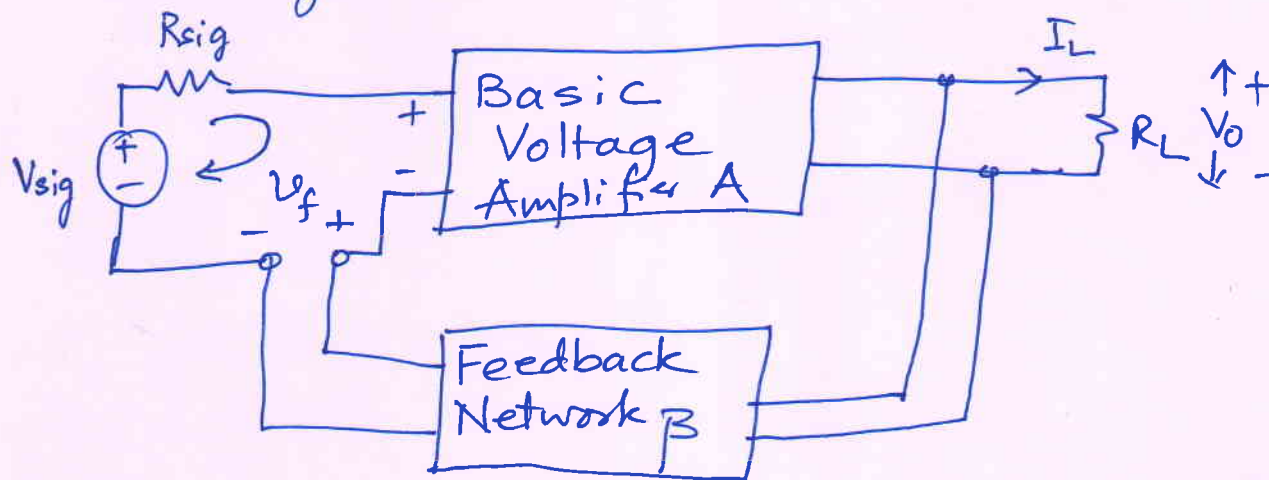 Rsig
Vsig
+
-
vf
-
+
+
-
Basic
Voltage
Amplifier A
IL
RL
+
Vo
-
Feedback
Network β